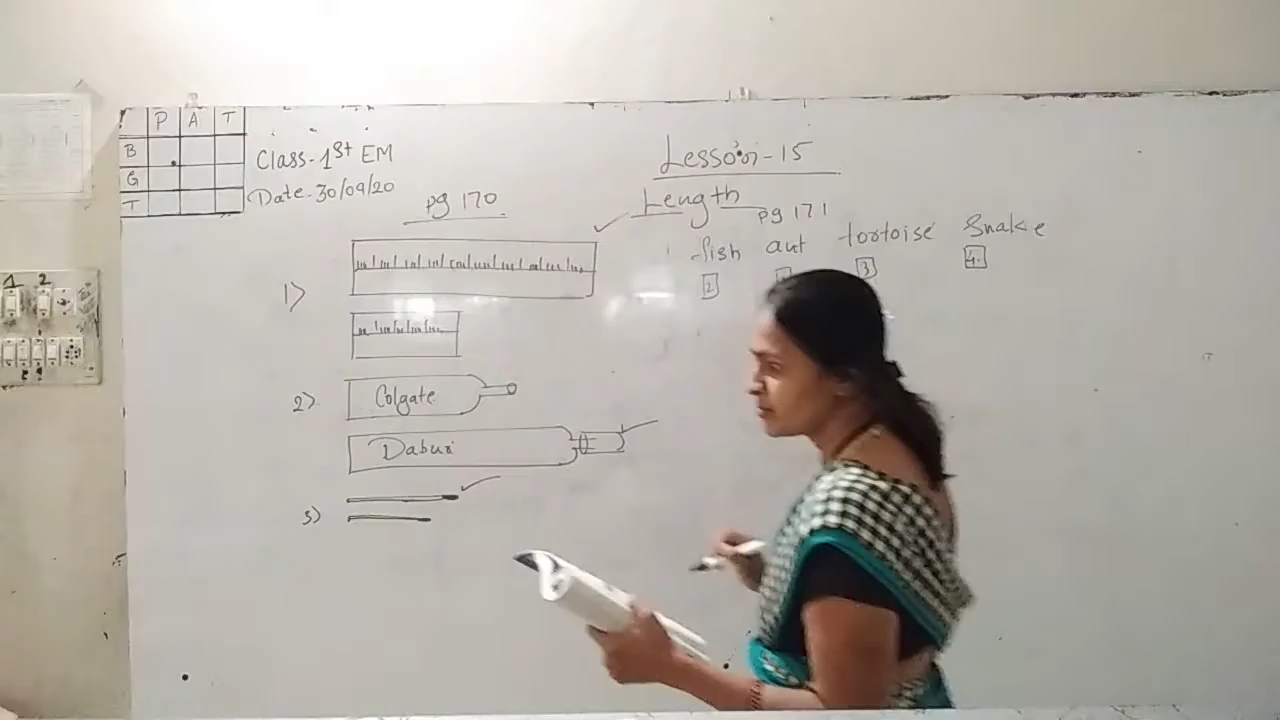 P A T
B
G
T
Class-1st EM
Date-30/09/20
Lesson-15
Length
pg 170
pg 171
fish ant tortoise Snake
2 3 4
1)
2) Colgate
Dabur
3)